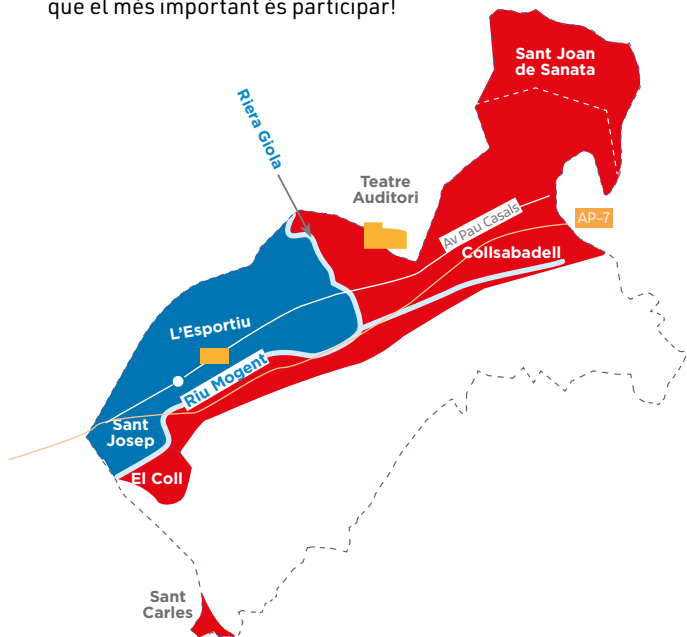 que el més important és participar!
Sant Joan
de Sanata
Riera Giola
Teatre
Auditori
Av Pau Casals
AP-7
Collsabadell
L'Esportiu
Riu Mogent
Sant
Josep
El Coll
Sant
Carles